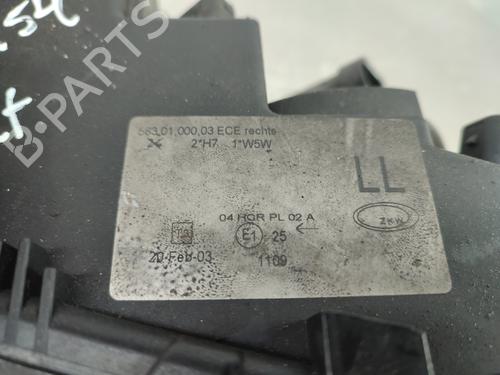 B-PARTS
563,01,000,03 ECE rechts
2*H7 1*W5W
LL
04 HCR PL 02 A
ZKW
E1 25
20-Feb-03
1109